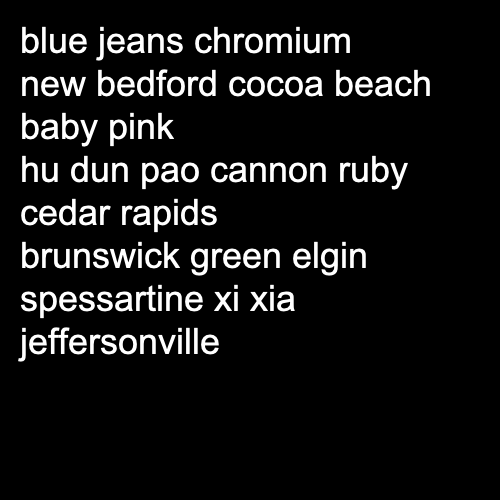 blue jeans chromium
new bedford cocoa beach
baby pink
hu dun pao cannon ruby
cedar rapids
brunswick green elgin
spessartine xi xia
jeffersonville